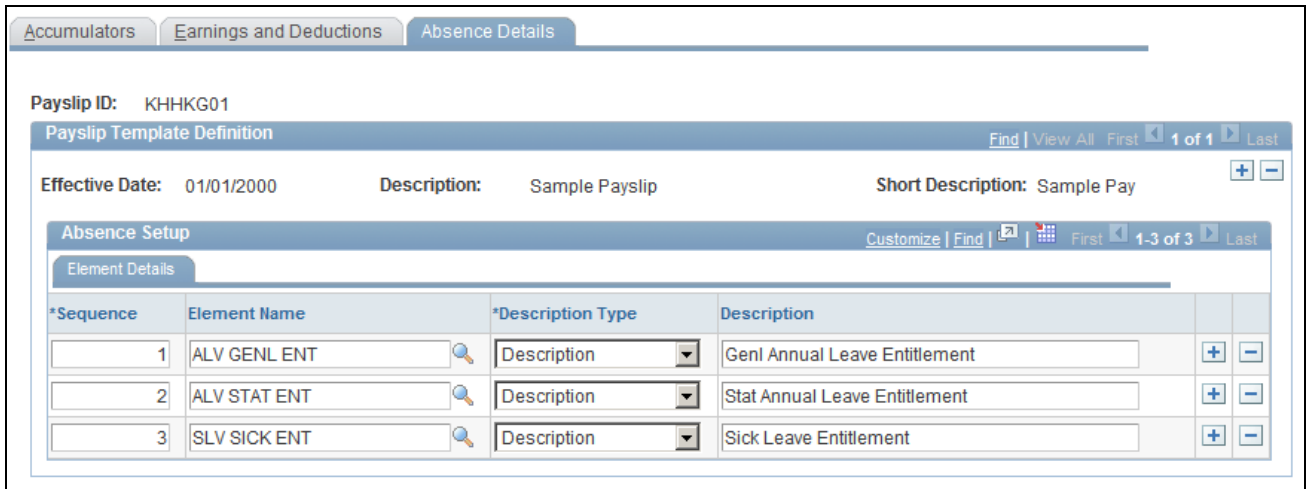 Accumulators Earnings and Deductions Absence Details
Payslip ID: KHHKG01
Payslip Template Definition Find | View All First 1 of 1 Last
Effective Date: 01/01/2000 Description: Sample Payslip Short Description: Sample Pay
Absence Setup Customize | Find | | First 1-3 of 3 Last
Element Details
*Sequence Element Name *Description Type Description
1 ALV GENL ENT Description Genl Annual Leave Entitlement
2 ALV STAT ENT Description Stat Annual Leave Entitlement
3 SLV SICK ENT Description Sick Leave Entitlement